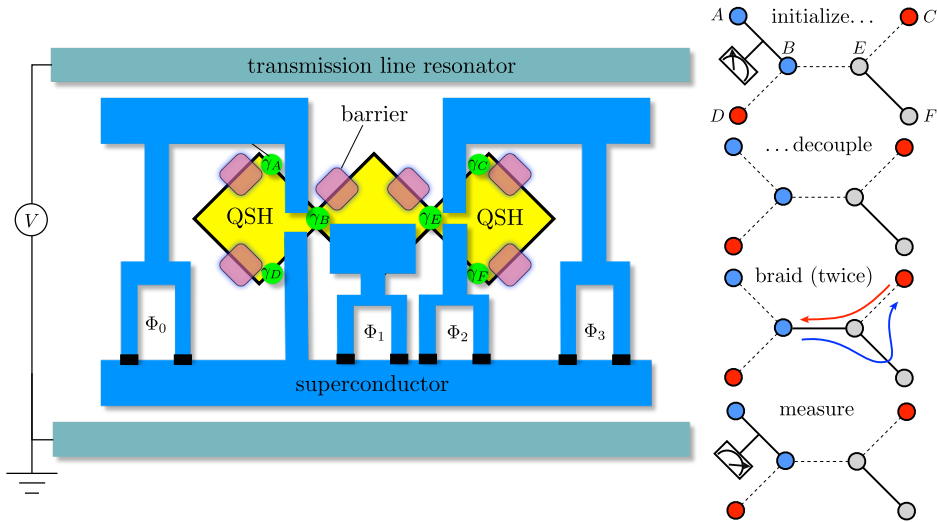 transmission line resonator
barrier
V
γA
γB
γC
γD
γE
γF
QSH
QSH
Φ0
Φ1
Φ2
Φ3
superconductor
A
initialize...
C
B
E
D
F
...decouple
braid (twice)
measure